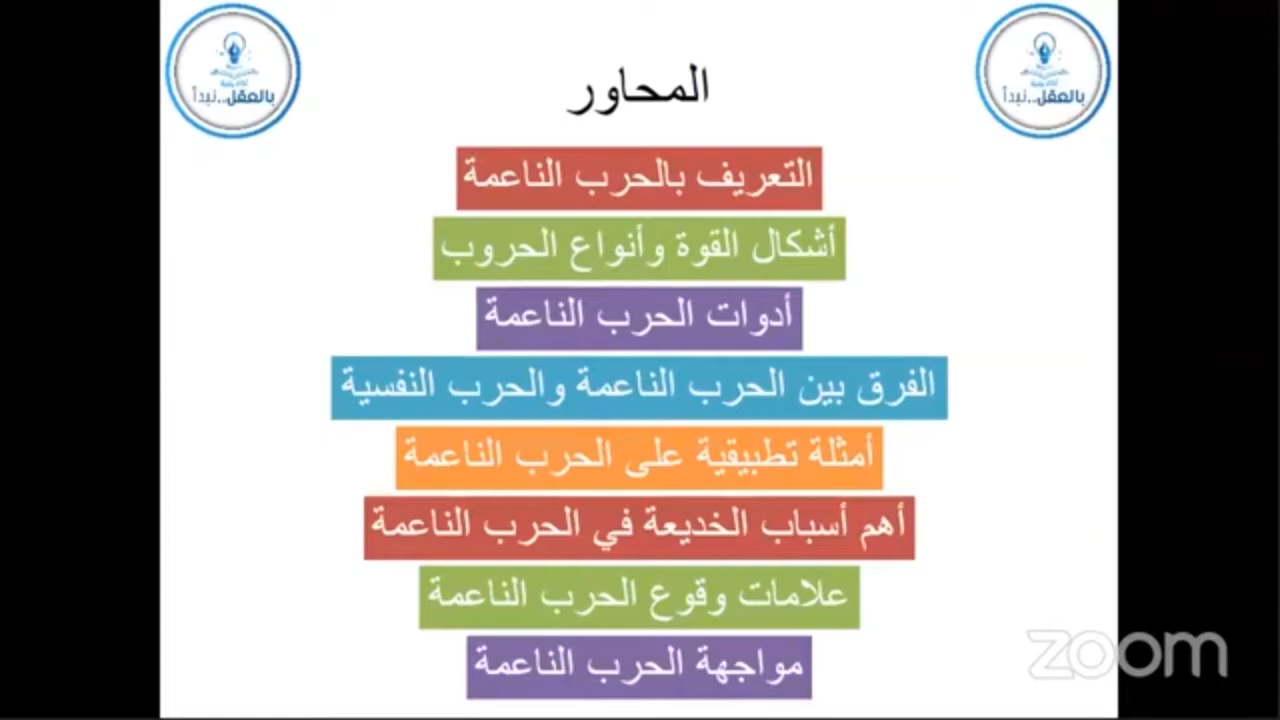 بالعقل..نبدأ
بالعقل..نبدأ
المحاور
التعريف بالحرب الناعمة
أشكال القوة وأنواع الحروب
أدوات الحرب الناعمة
الفرق بين الحرب الناعمة والحرب النفسية
أمثلة تطبيقية على الحرب الناعمة
أهم أسباب الخديعة في الحرب الناعمة
علامات وقوع الحرب الناعمة
مواجهة الحرب الناعمة
zoom